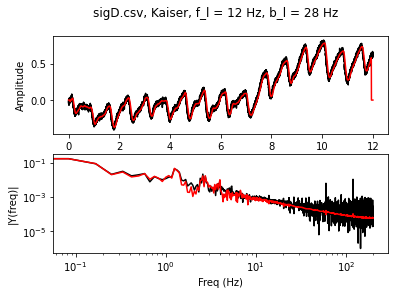 sigD.csv, Kaiser, f_l = 12 Hz, b_l = 28 Hz
Amplitude
0.5
0.0
0 2 4 6 8 10 12
|Y(freq)|
10⁻¹
10⁻³
10⁻⁵
10⁻¹ 10⁰ 10¹ 10²
Freq (Hz)